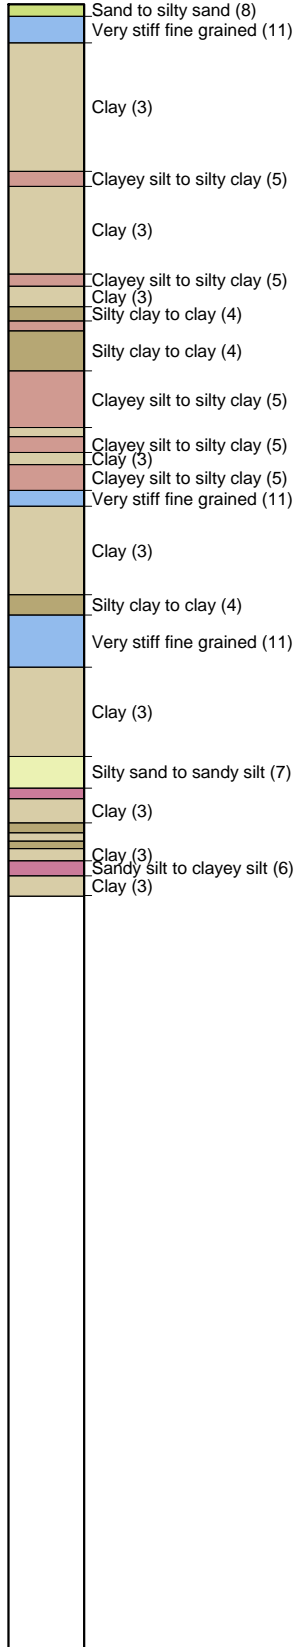 Sand to silty sand (8)
Very stiff fine grained (11)
Clay (3)
Clayey silt to silty clay (5)
Clay (3)
Clayey silt to silty clay (5)
Clay (3)
Silty clay to clay (4)
Silty clay to clay (4)
Clayey silt to silty clay (5)
Clayey silt to silty clay (5)
Clay (3)
Clayey silt to silty clay (5)
Very stiff fine grained (11)
Clay (3)
Silty clay to clay (4)
Very stiff fine grained (11)
Clay (3)
Silty sand to sandy silt (7)
Clay (3)
Clay (3)
Sandy silt to clayey silt (6)
Clay (3)